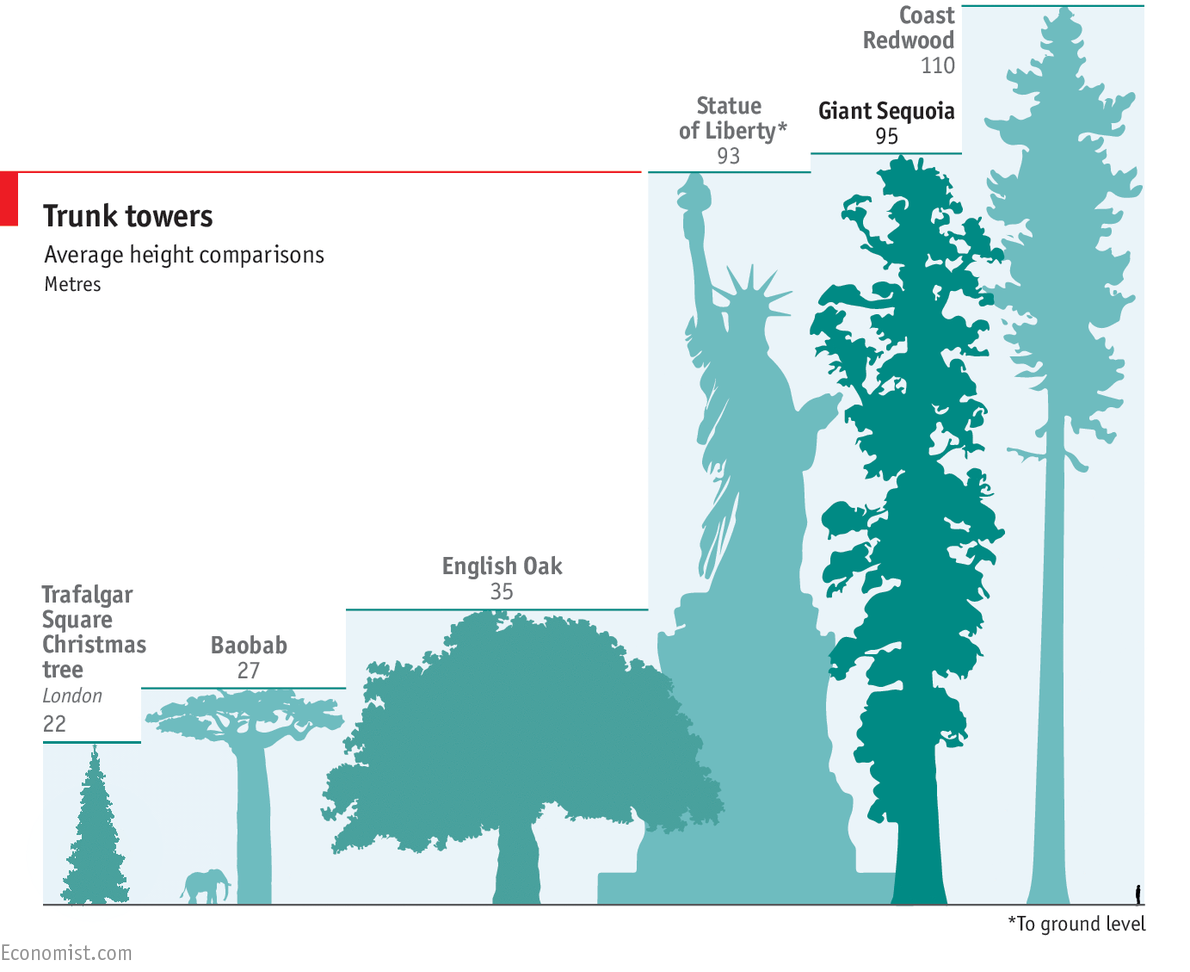 Trunk towers
Average height comparisons
Metres
Trafalgar
Square
Christmas
tree
London
22
Baobab
27
English Oak
35
Statue
of Liberty*
93
Giant Sequoia
95
Coast
Redwood
110
*To ground level
Economist.com